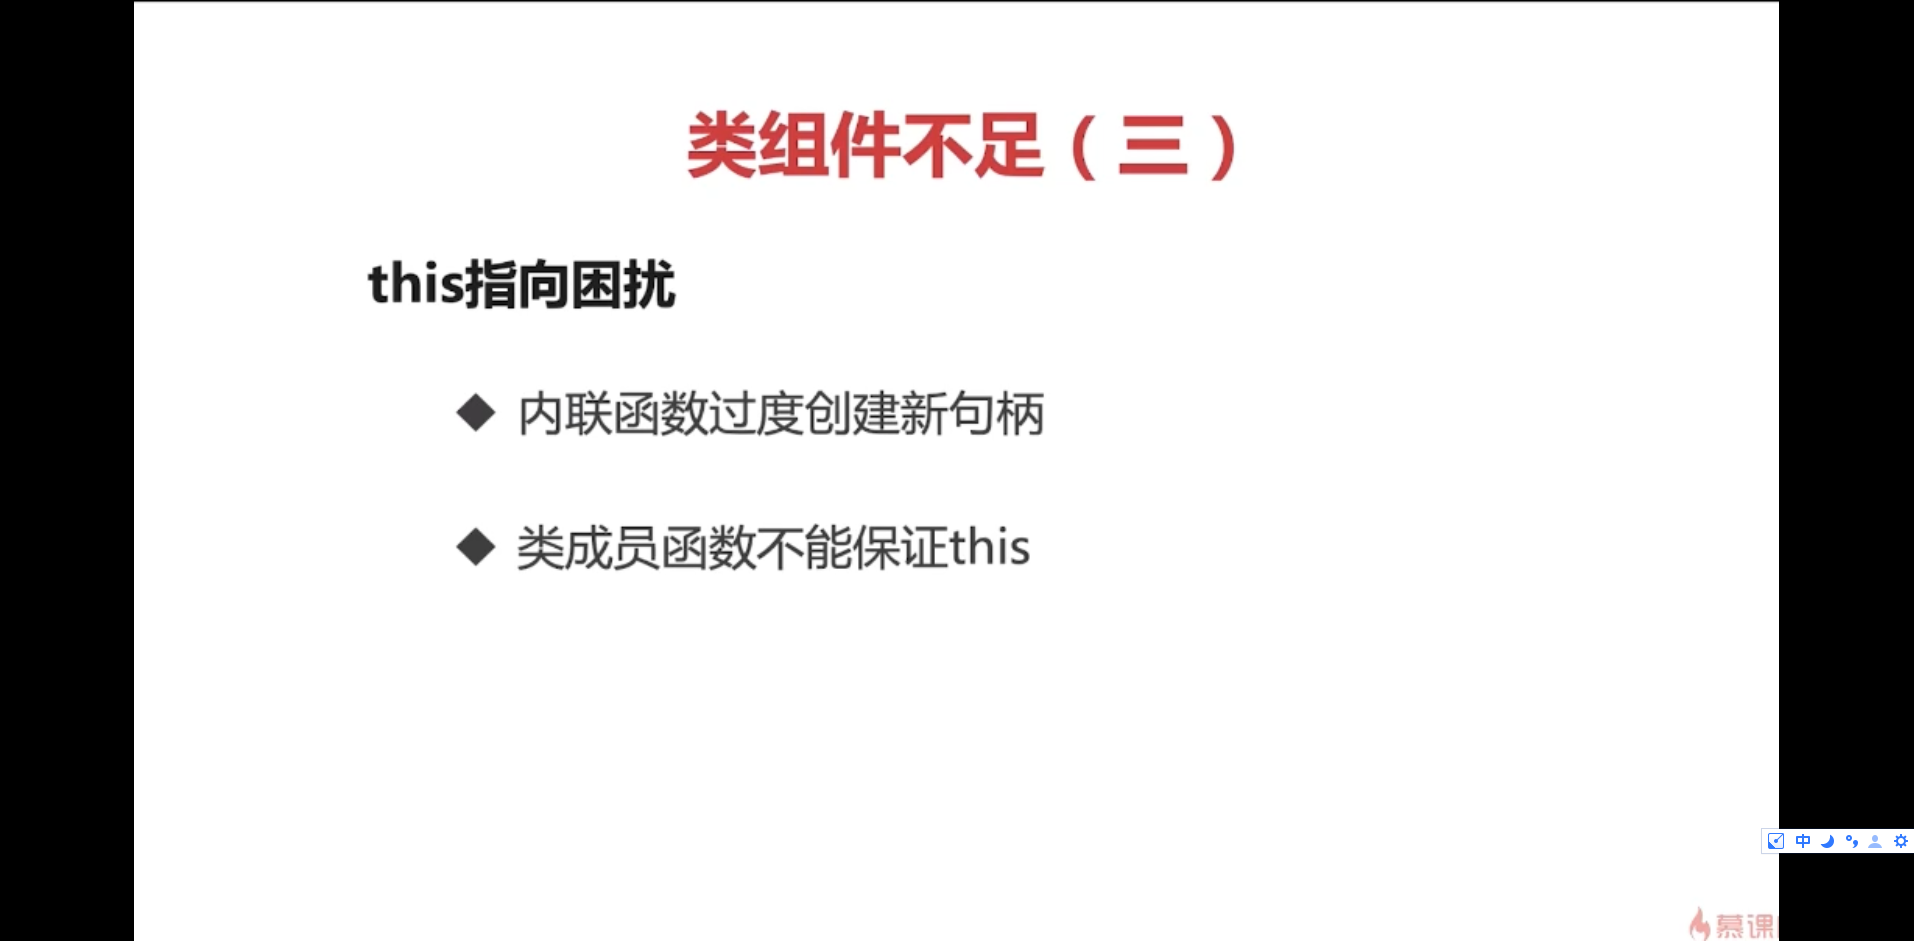 类组件不足（三）
this指向困扰
◆ 内联函数过度创建新句柄
◆ 类成员函数不能保证this
中
慕课